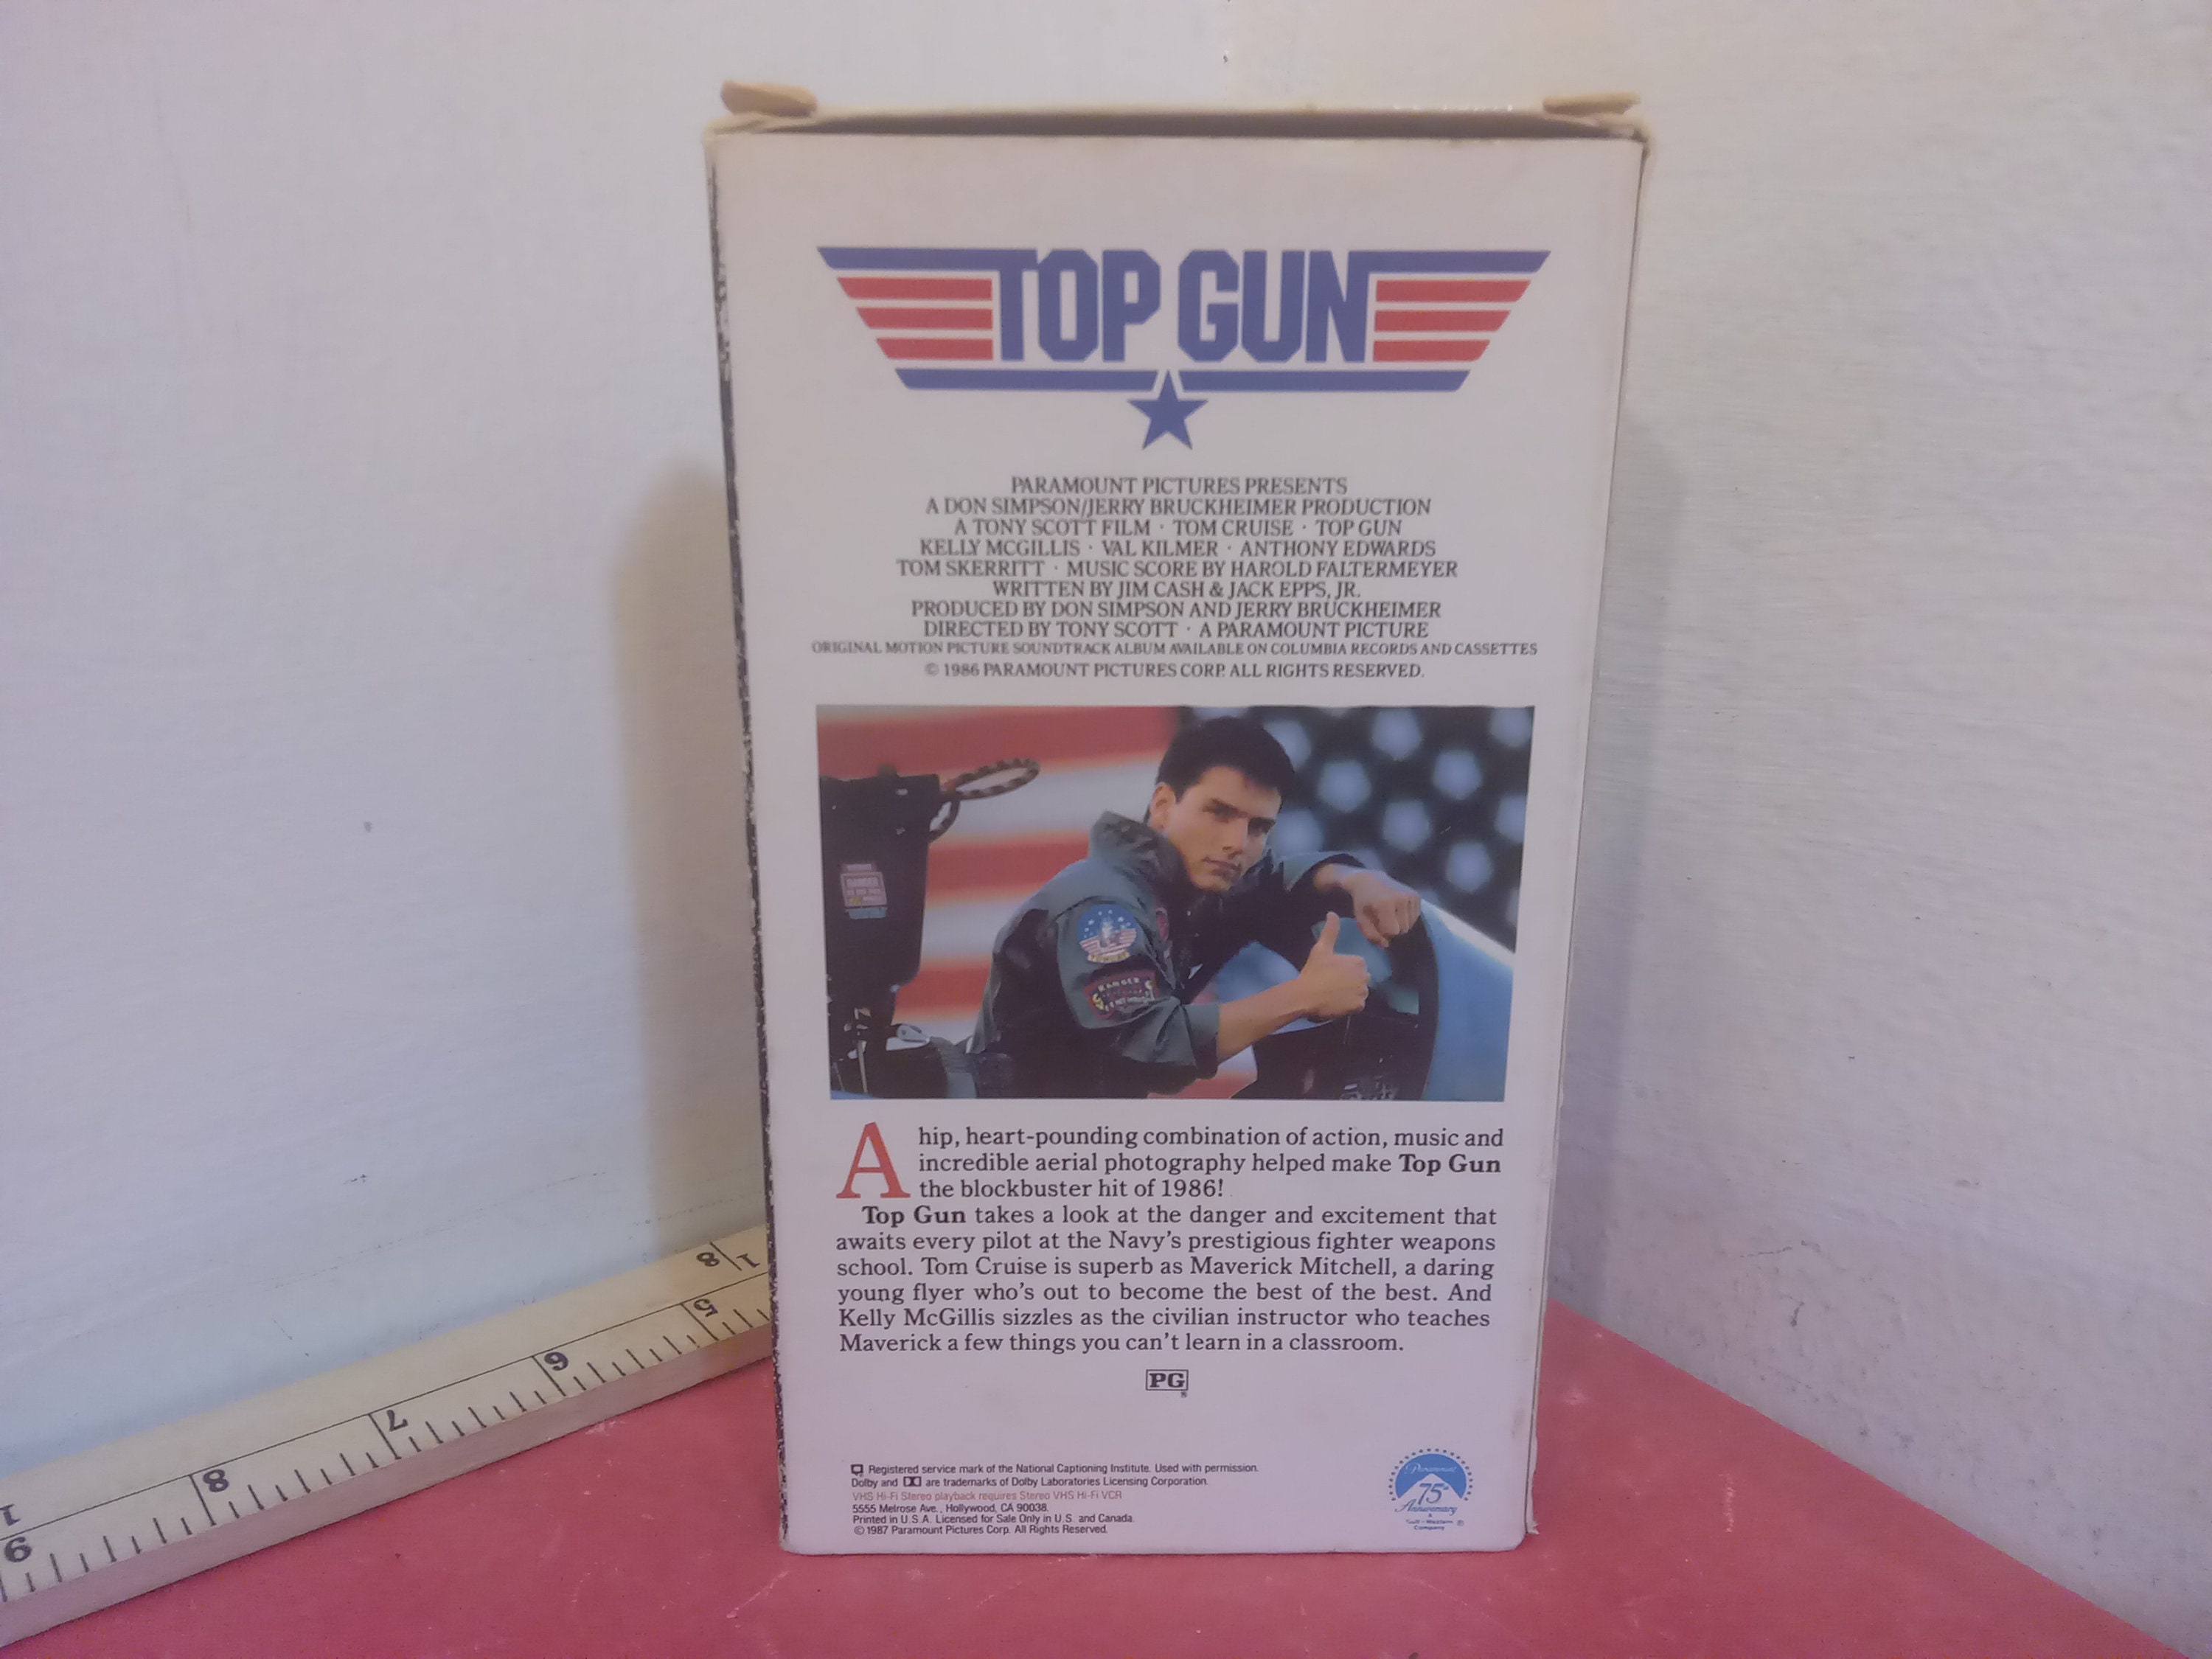 TOP GUN
PARAMOUNT PICTURES PRESENTS
A DON SIMPSON/JERRY BRUCKHEIMER PRODUCTION
A TONY SCOTT FILM · TOM CRUISE · TOP GUN
KELLY MCGILLIS · VAL KILMER · ANTHONY EDWARDS
TOM SKERRITT · MUSIC SCORE BY HAROLD FALTERMEYER
WRITTEN BY JIM CASH & JACK EPPS, JR.
PRODUCED BY DON SIMPSON AND JERRY BRUCKHEIMER
DIRECTED BY TONY SCOTT · A PARAMOUNT PICTURE
ORIGINAL MOTION PICTURE SOUNDTRACK ALBUM AVAILABLE ON COLUMBIA RECORDS AND CASSETTES
© 1986 PARAMOUNT PICTURES CORP. ALL RIGHTS RESERVED.
DANGER
RANGER
A hip, heart-pounding combination of action, music and
incredible aerial photography helped make Top Gun
the blockbuster hit of 1986!
Top Gun takes a look at the danger and excitement that
awaits every pilot at the Navy's prestigious fighter weapons
school. Tom Cruise is superb as Maverick Mitchell, a daring
young flyer who's out to become the best of the best. And
Kelly McGillis sizzles as the civilian instructor who teaches
Maverick a few things you can't learn in a classroom.
PG
®
Registered service mark of the National Captioning Institute. Used with permission.
Dolby and are trademarks of Dolby Laboratories Licensing Corporation.
VHS Hi-Fi Stereo playback requires Stereo VHS Hi-Fi VCR
5555 Melrose Ave., Hollywood, CA 90038.
Printed in U.S.A. Licensed for Sale Only in U.S. and Canada.
© 1987 Paramount Pictures Corp. All Rights Reserved.
Paramount
75th
Anniversary
A
Gulf+Western
Company
®
1 8
5
6
7
8
1
9